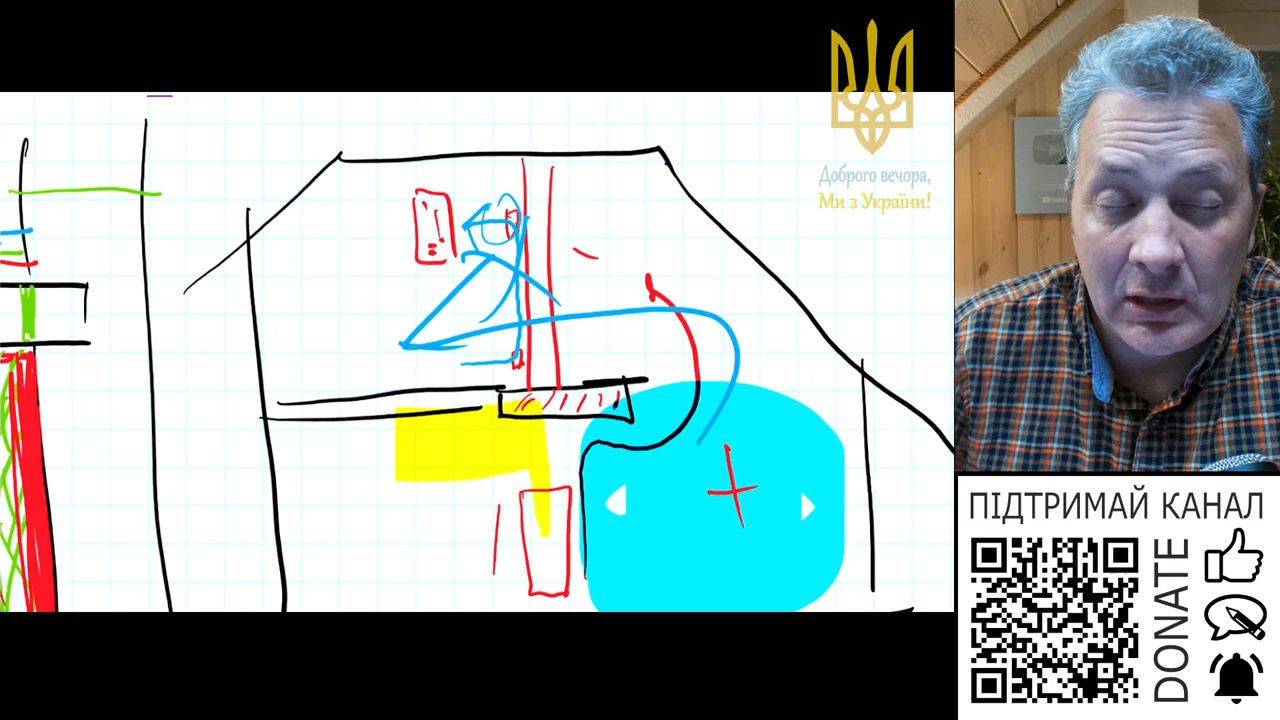 Доброго вечора,
Ми з України!
ПІДТРИМАЙ КАНАЛ
DONATE